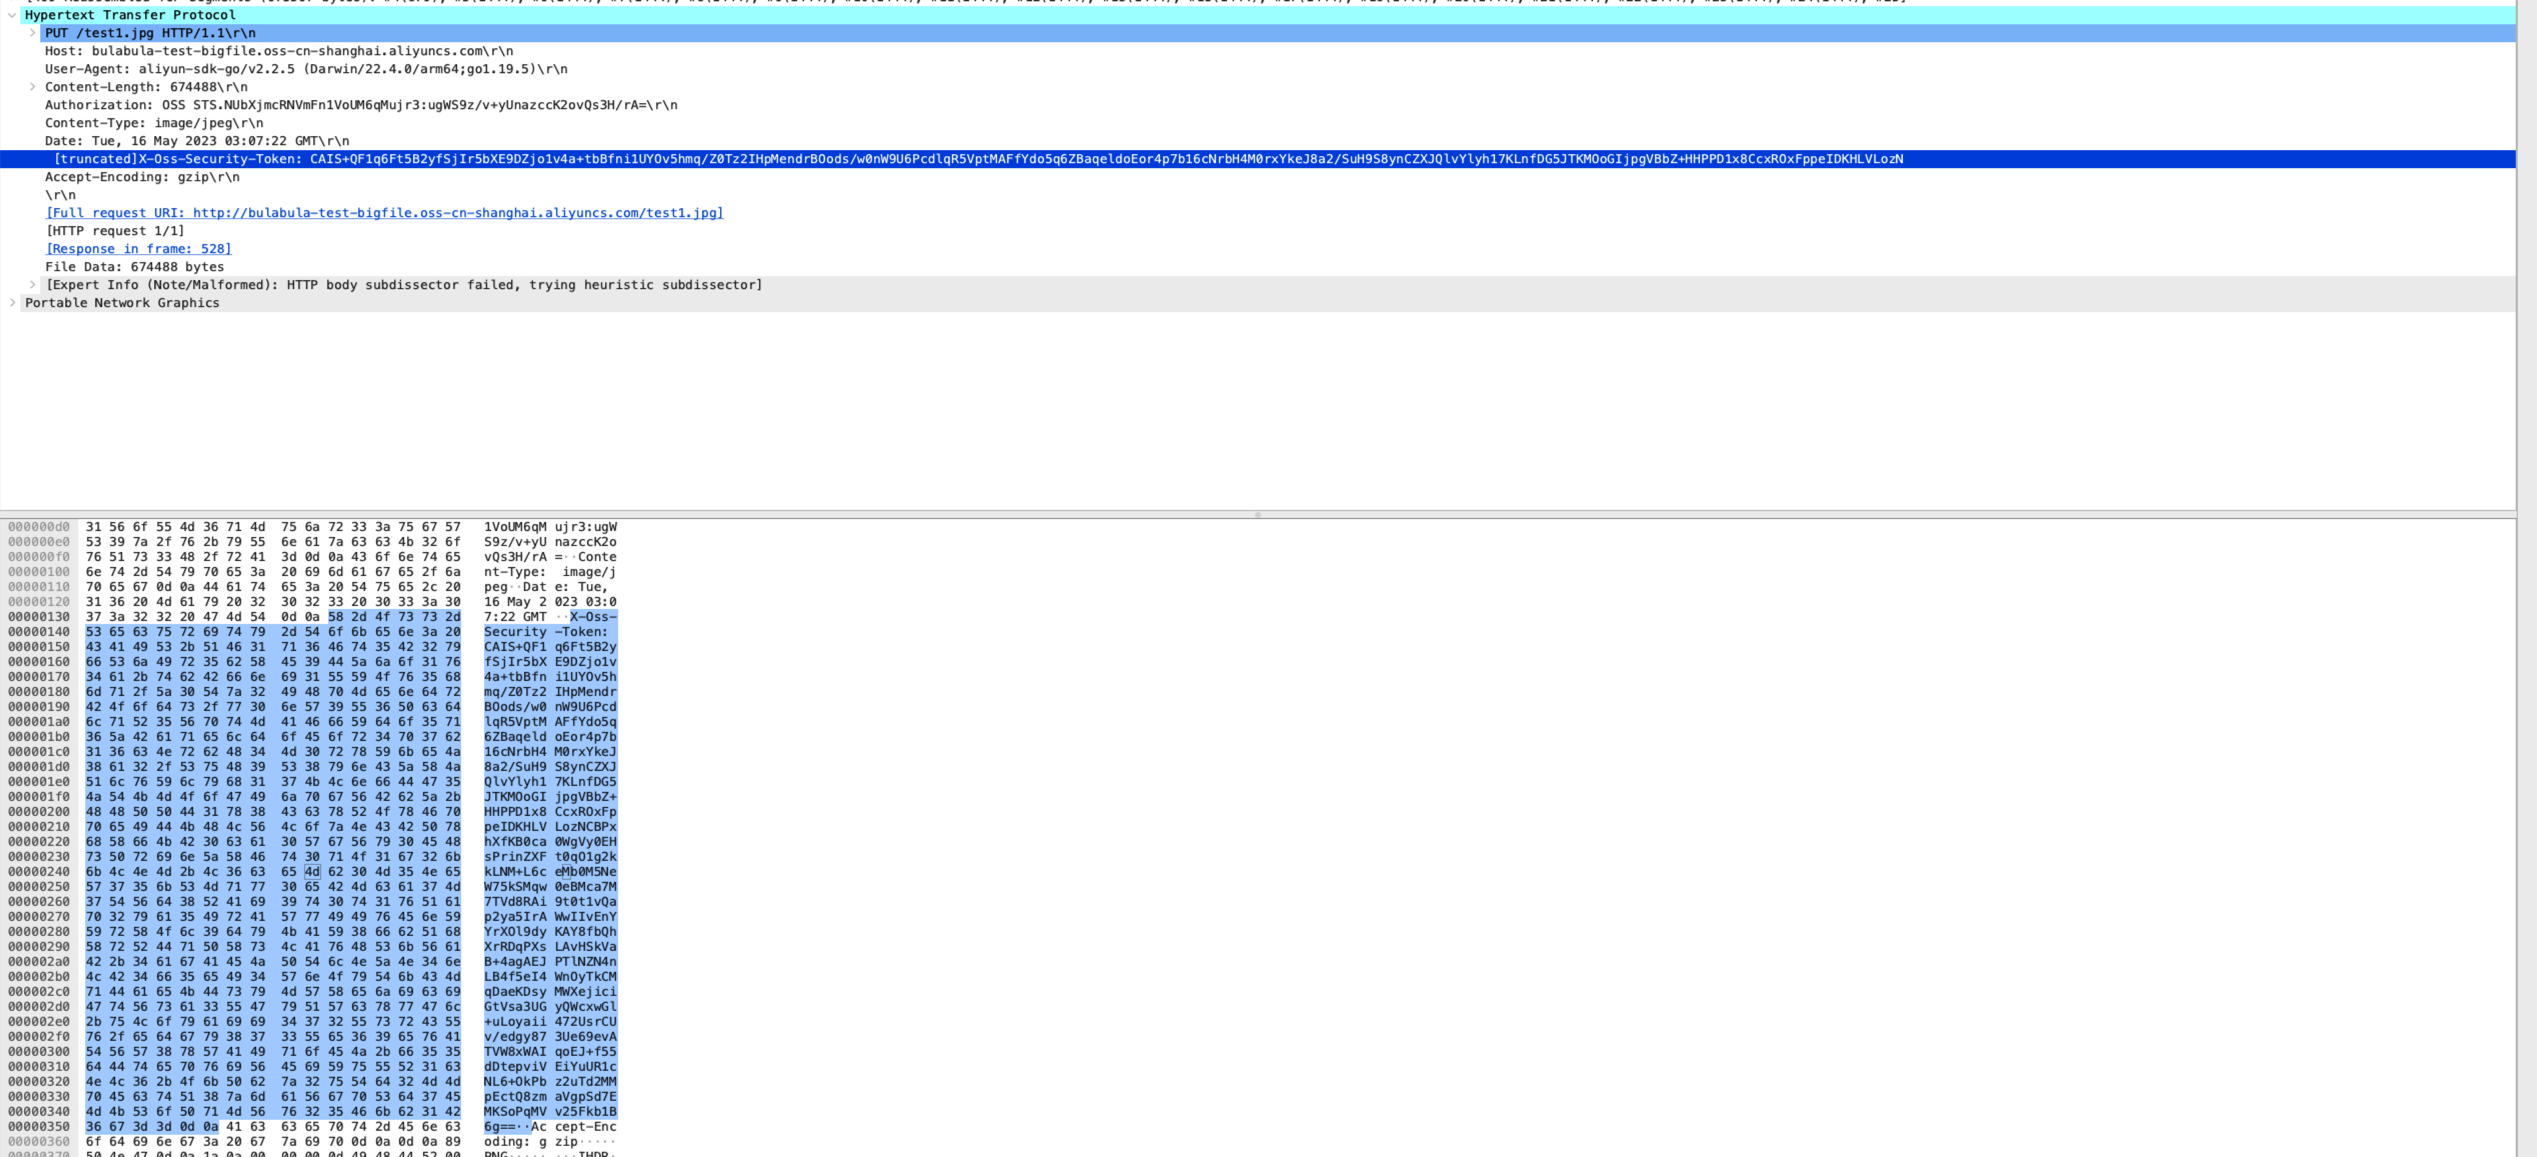 Hypertext Transfer Protocol
PUT /test1.jpg HTTP/1.1\r\n
Host: bulabula-test-bigfile.oss-cn-shanghai.aliyuncs.com\r\n
User-Agent: aliyun-sdk-go/v2.2.5 (Darwin/22.4.0/arm64;go1.19.5)\r\n
Content-Length: 674488\r\n
Authorization: OSS STS.NUbXjmcRNVmFn1VoUM6qMujr3:ugWS9z/v+yUnazccK2ovQs3H/rA=\r\n
Content-Type: image/jpeg\r\n
Date: Tue, 16 May 2023 03:07:22 GMT\r\n
[truncated]X-Oss-Security-Token: CAIS+QF1q6Ft5B2yfSjIr5bXE9DZjo1v4a+tbBfni1UYOv5hmq/Z0Tz2IHpMendrBOods/w0nW9U6PcdlqR5VptMAFfYdo5q6ZBaqeldoEor4p7b16cNrbH4M0rxYkeJ8a2/SuH9S8ynCZXJQlvYlyh17KLnfDG5JTKMOoGIjpgVBbZ+HHPPD1x8CcxROxFppeIDKHLVLozN
Accept-Encoding: gzip\r\n
\r\n
[Full request URI: http://bulabula-test-bigfile.oss-cn-shanghai.aliyuncs.com/test1.jpg]
[HTTP request 1/1]
[Response in frame: 528]
File Data: 674488 bytes
[Expert Info (Note/Malformed): HTTP body subdissector failed, trying heuristic subdissector]
Portable Network Graphics
000000d0 31 56 6f 55 4d 36 71 4d 75 6a 72 33 3a 75 67 57 1VoUM6qM ujr3:ugW
000000e0 53 39 7a 2f 76 2b 79 55 6e 61 7a 63 63 4b 32 6f S9z/v+yU nazccK2o
000000f0 76 51 73 33 48 2f 72 41 3d 0d 0a 43 6f 6e 74 65 vQs3H/rA =··Conte
00000100 6e 74 2d 54 79 70 65 3a 20 69 6d 61 67 65 2f 6a nt-Type: image/j
00000110 70 65 67 0d 0a 44 61 74 65 3a 20 54 75 65 2c 20 peg··Dat e: Tue,
00000120 31 36 20 4d 61 79 20 32 30 32 33 20 30 33 3a 30 16 May 2 023 03:0
00000130 37 3a 32 32 20 47 4d 54 0d 0a 58 2d 4f 73 73 2d 7:22 GMT ··X-Oss-
00000140 53 65 63 75 72 69 74 79 2d 54 6f 6b 65 6e 3a 20 Security -Token:
00000150 43 41 49 53 2b 51 46 31 71 36 46 74 35 42 32 79 CAIS+QF1 q6Ft5B2y
00000160 66 53 6a 49 72 35 62 58 45 39 44 5a 6a 6f 31 76 fSjIr5bX E9DZjo1v
00000170 34 61 2b 74 62 42 66 6e 69 31 55 59 4f 76 35 68 4a+tbBfn i1UYOv5h
00000180 6d 71 2f 5a 30 54 7a 32 49 48 70 4d 65 6e 64 72 mq/Z0Tz2 IHpMendr
00000190 42 4f 6f 64 73 2f 77 30 6e 57 39 55 36 50 63 64 BOods/w0 nW9U6Pcd
000001a0 6c 71 52 35 56 70 74 4d 41 46 66 59 64 6f 35 71 lqR5VptM AFfYdo5q
000001b0 36 5a 42 61 71 65 6c 64 6f 45 6f 72 34 70 37 62 6ZBaqeld oEor4p7b
000001c0 31 36 63 4e 72 62 48 34 4d 30 72 78 59 6b 65 4a 16cNrbH4 M0rxYkeJ
000001d0 38 61 32 2f 53 75 48 39 53 38 79 6e 43 5a 58 4a 8a2/SuH9 S8ynCZXJ
000001e0 51 6c 76 59 6c 79 68 31 37 4b 4c 6e 66 44 47 35 QlvYlyh1 7KLnfDG5
000001f0 4a 54 4b 4d 4f 6f 47 49 6a 70 67 56 42 62 5a 2b JTKMOoGI jpgVBbZ+
00000200 48 48 50 50 44 31 78 38 43 63 78 52 4f 78 46 70 HHPPD1x8 CcxROxFp
00000210 70 65 49 44 4b 48 4c 56 4c 6f 7a 4e 43 42 50 78 peIDKHLV LozNCBPx
00000220 68 58 66 4b 42 30 63 61 30 57 67 56 79 30 45 48 hXfKB0ca 0WgVy0EH
00000230 73 50 72 69 6e 5a 58 46 74 30 71 4f 31 67 32 6b sPrinZXF t0qO1g2k
00000240 6b 4c 4e 4d 2b 4c 36 63 65 4d 62 30 4d 35 4e 65 kLNM+L6c eMb0M5Ne
00000250 57 37 35 6b 53 4d 71 77 30 65 42 4d 63 61 37 4d W75kSMqw 0eBMca7M
00000260 37 54 56 64 38 52 41 69 39 74 30 74 31 76 51 61 7TVd8RAi 9t0t1vQa
00000270 70 32 79 61 35 49 72 41 57 77 49 49 76 45 6e 59 p2ya5IrA WwIIvEnY
00000280 59 72 58 4f 6c 39 64 79 4b 41 59 38 66 62 51 68 YrXOl9dy KAY8fbQh
00000290 58 72 52 44 71 50 58 73 4c 41 76 48 53 6b 56 61 XrRDqPXs LAvHSkVa
000002a0 42 2b 34 61 67 41 45 4a 50 54 6c 4e 5a 4e 34 6e B+4agAEJ PTlNZN4n
000002b0 4c 42 34 66 35 65 49 34 57 6e 4f 79 54 6b 43 4d LB4f5eI4 WnOyTkCM
000002c0 71 44 61 65 4b 44 73 79 4d 57 58 65 6a 69 63 69 qDaeKDsy MWXejici
000002d0 47 74 56 73 61 33 55 47 79 51 57 63 78 77 47 6c GtVsa3UG yQWcxwGl
000002e0 2b 75 4c 6f 79 61 69 69 34 37 32 55 73 72 43 55 +uLoyaii 472UsrCU
000002f0 76 2f 65 64 67 79 38 37 33 55 65 36 39 65 76 41 v/edgy87 3Ue69evA
00000300 54 56 57 38 78 57 41 49 71 6f 45 4a 2b 66 35 35 TVW8xWAI qoEJ+f55
00000310 64 44 74 65 70 76 69 56 45 69 59 75 55 52 31 63 dDtepviV EiYuUR1c
00000320 4e 4c 36 2b 4f 6b 50 62 7a 32 75 54 64 32 4d 4d NL6+OkPb z2uTd2MM
00000330 70 45 63 74 51 38 7a 6d 61 56 67 70 53 64 37 45 pEctQ8zm aVgpSd7E
00000340 4d 4b 53 6f 50 71 4d 56 76 32 35 46 6b 62 31 42 MKSoPqMV v25Fkb1B
00000350 36 67 3d 3d 0d 0a 41 63 63 65 70 74 2d 45 6e 63 6g==··Ac cept-Enc
00000360 6f 64 69 6e 67 3a 20 67 7a 69 70 0d 0a 0d 0a 89 oding: g zip·····
00000370 50 4e 47 0d 0a 1a 0a 00 00 00 0d 49 48 44 52 00 PNG····· ···IHDR·